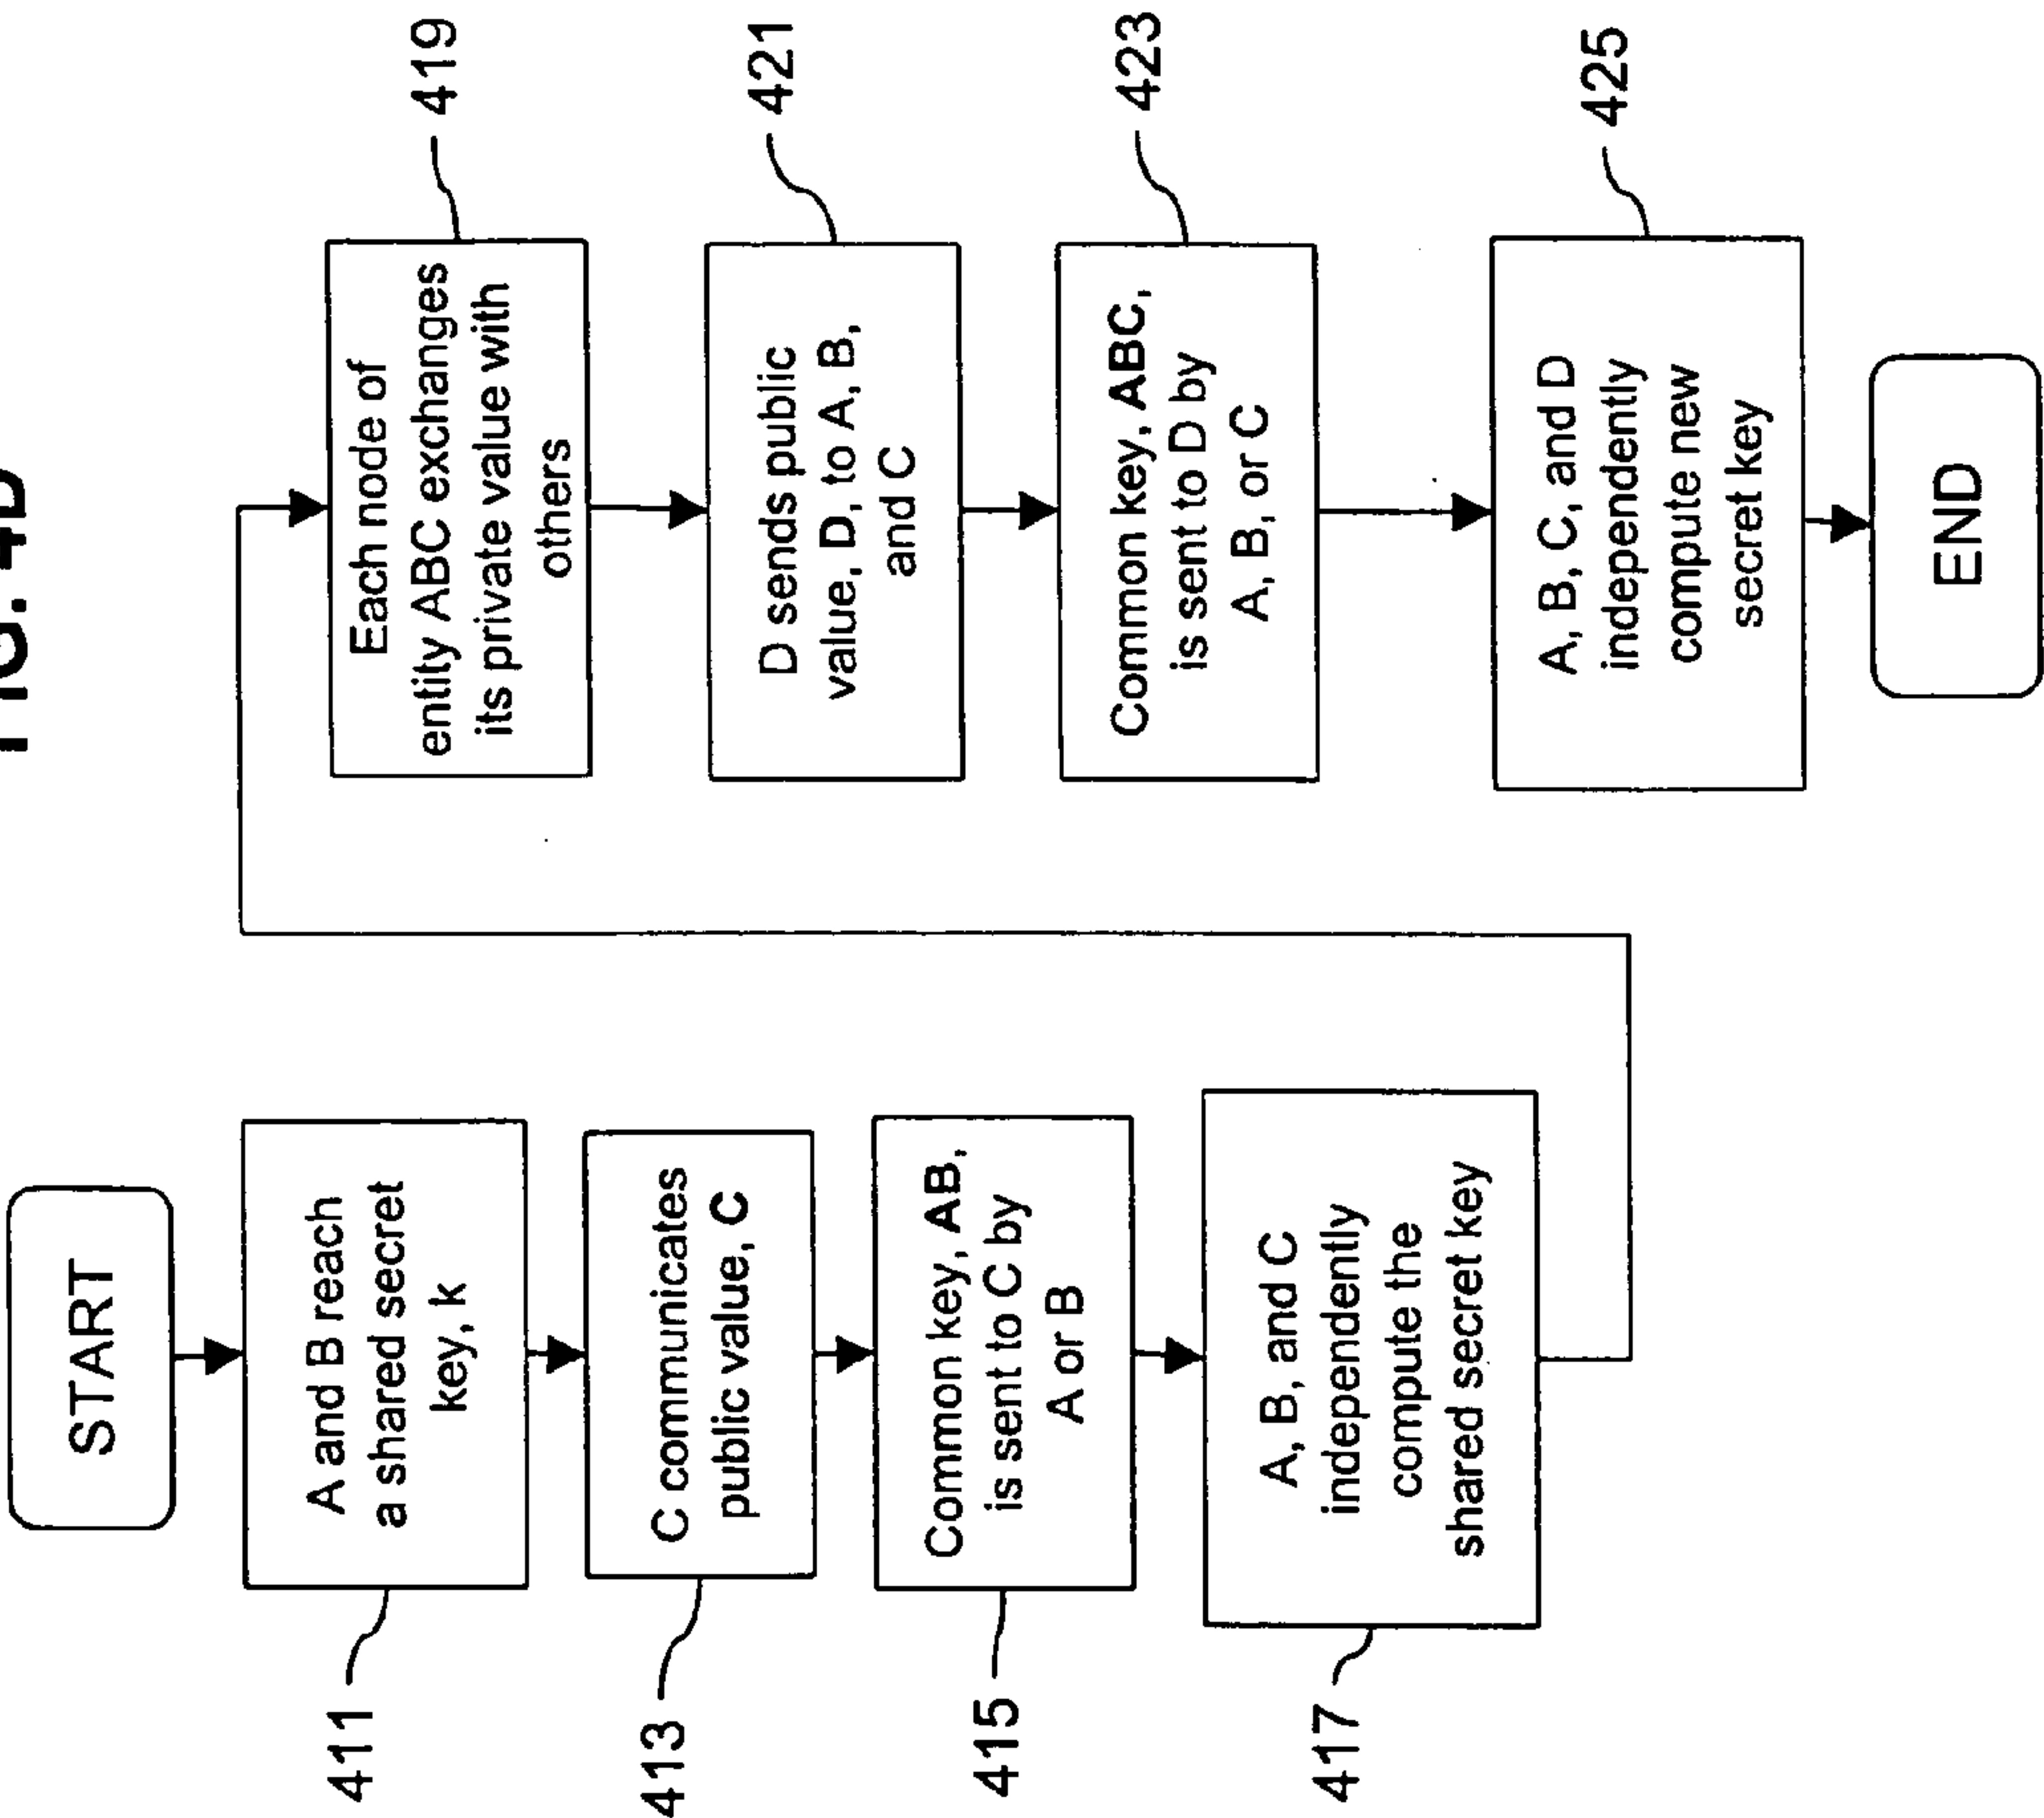 START
A and B reach
a shared secret
key, k
411
C communicates
public value, C
413
Common key, AB,
is sent to C by
A or B
415
A, B, and C
independently
compute the
shared secret key
417
Each node of
entity ABC exchanges
its private value with
others
419
D sends public
value, D, to A, B,
and C
421
Common key, ABC,
is sent to D by
A, B, or C
423
A, B, C, and D
independently
compute new
secret key
425
END